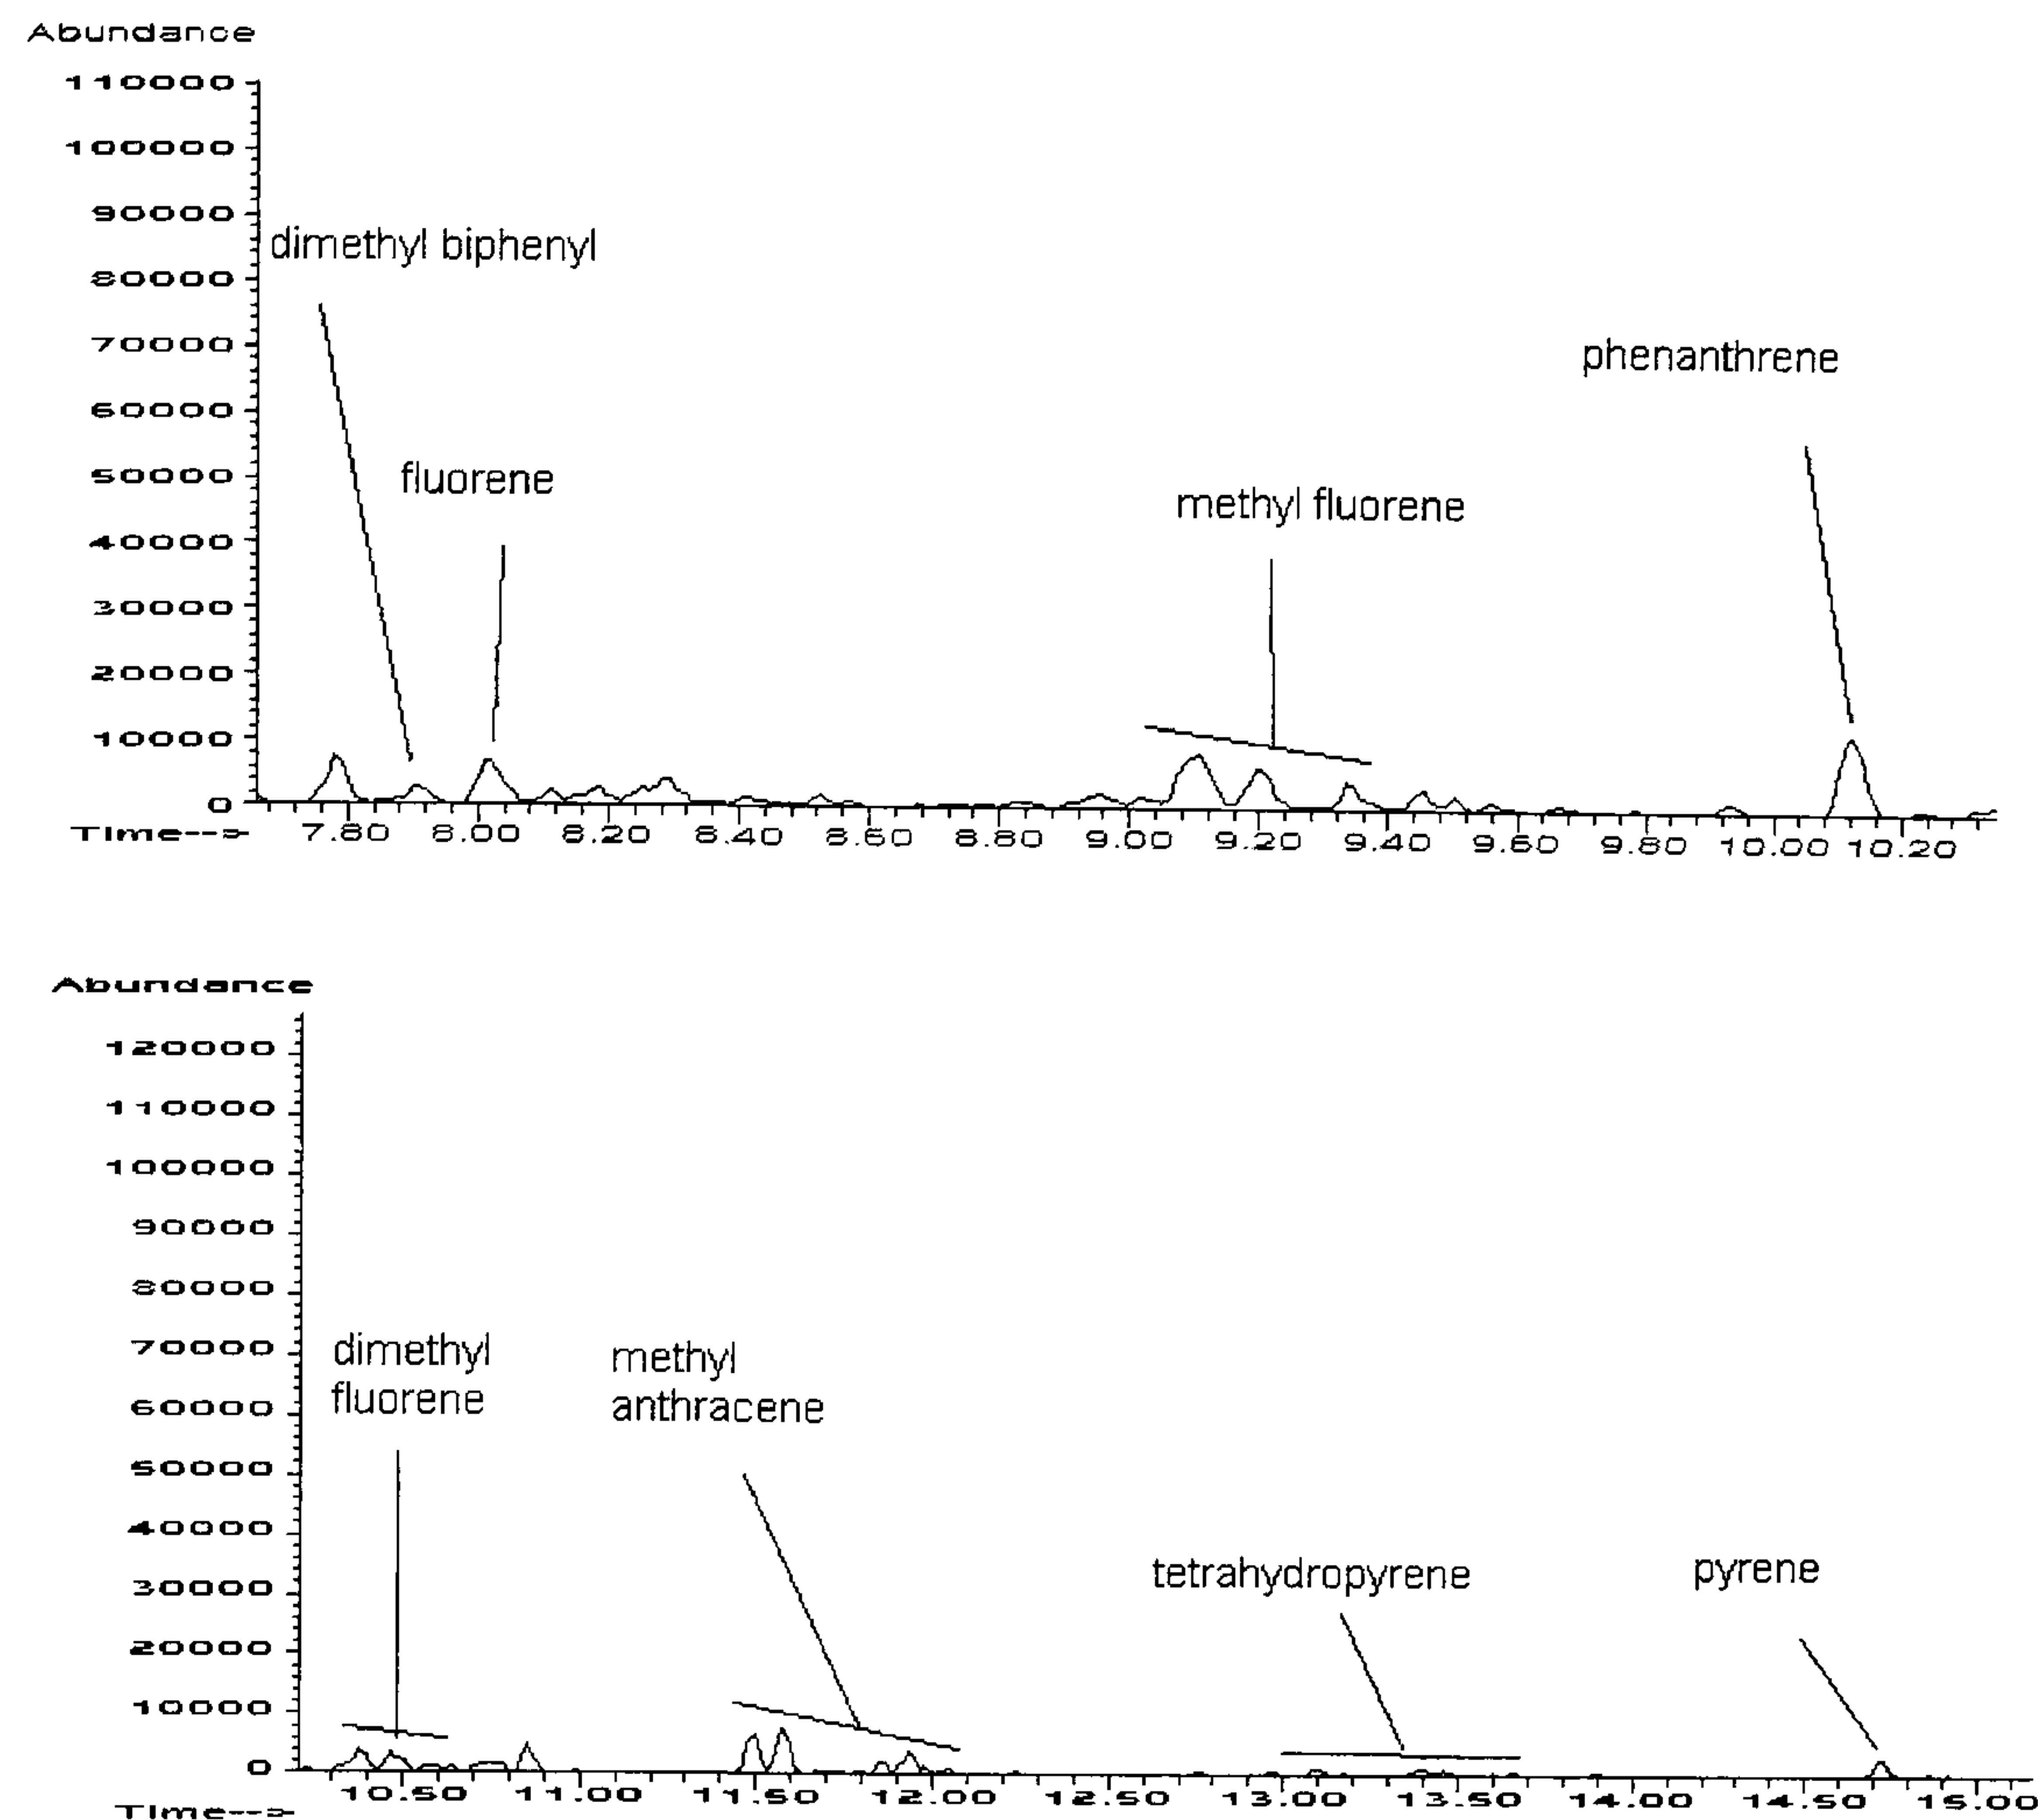 Abundance
110000
100000
90000
dimethyl biphenyl
80000
70000
phenanthrene
60000
fluorene
50000
methyl fluorene
40000
30000
20000
10000
0
Time-->
7.80 8.00 8.20 8.40 8.60 8.80 9.00 9.20 9.40 9.60 9.80 10.00 10.20
Abundance
120000
110000
100000
90000
80000
70000
dimethyl
fluorene
methyl
anthracene
60000
50000
40000
30000
tetrahydropyrene
pyrene
20000
10000
0
Time-->
10.50 11.00 11.50 12.00 12.50 13.00 13.50 14.00 14.50 15.00